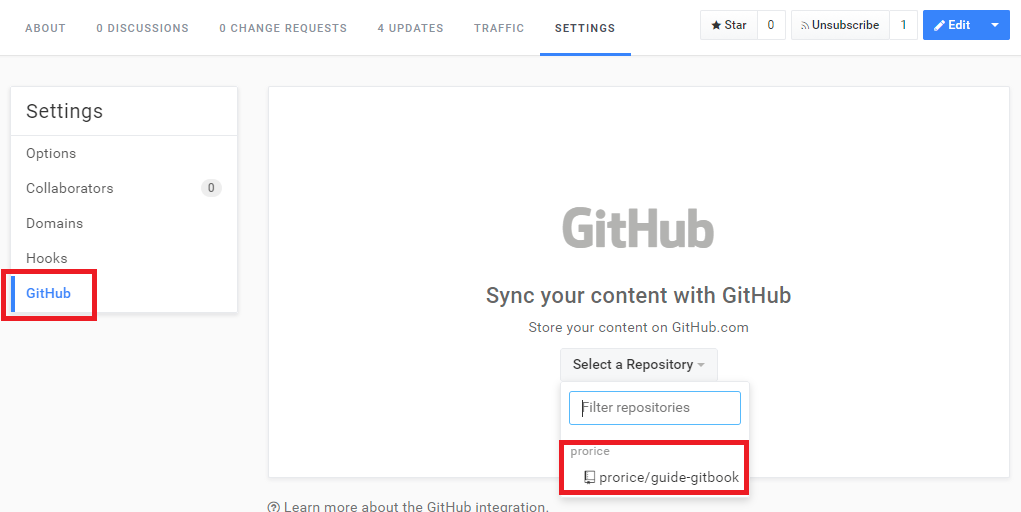 ABOUT 0 DISCUSSIONS 0 CHANGE REQUESTS 4 UPDATES TRAFFIC SETTINGS Star 0 Unsubscribe 1 Edit
Settings
Options
Collaborators 0
Domains
Hooks
GitHub
GitHub
Sync your content with GitHub
Store your content on GitHub.com
Select a Repository
Filter repositories
prorice
prorice/guide-gitbook
Learn more about the GitHub integration.